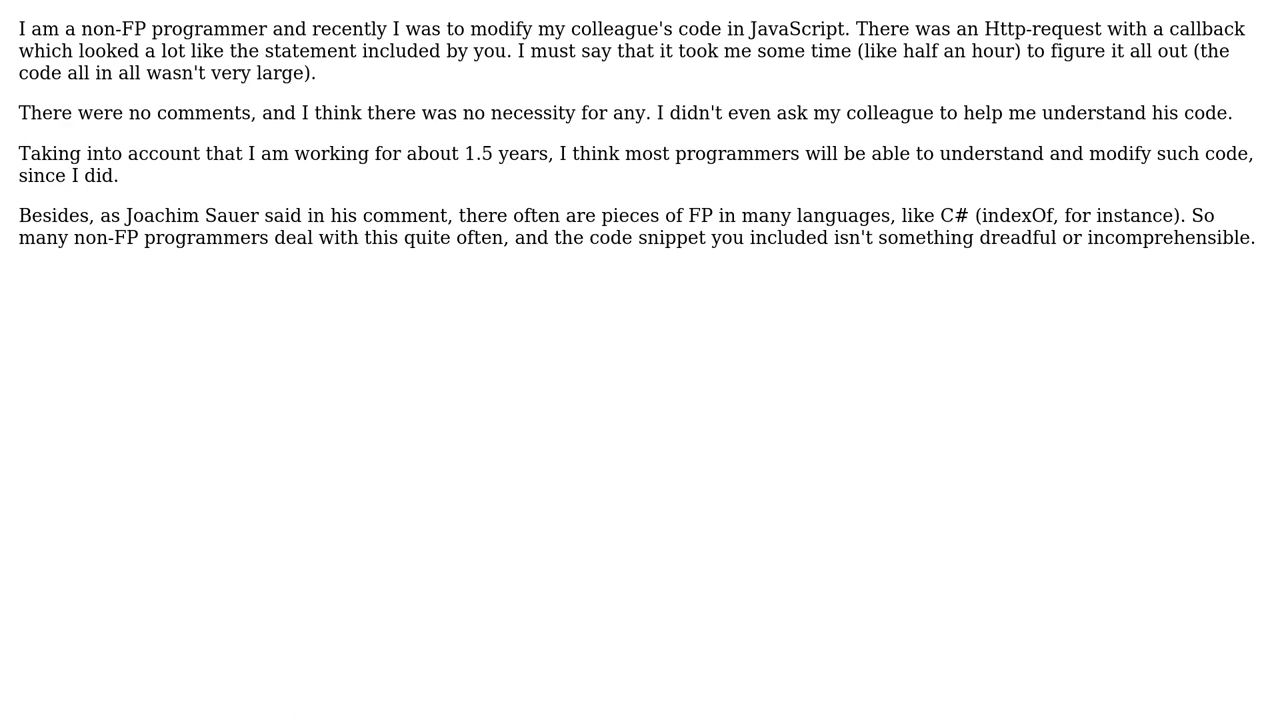 I am a non-FP programmer and recently I was to modify my colleague's code in JavaScript. There was an Http-request with a callback
which looked a lot like the statement included by you. I must say that it took me some time (like half an hour) to figure it all out (the
code all in all wasn't very large).
There were no comments, and I think there was no necessity for any. I didn't even ask my colleague to help me understand his code.
Taking into account that I am working for about 1.5 years, I think most programmers will be able to understand and modify such code,
since I did.
Besides, as Joachim Sauer said in his comment, there often are pieces of FP in many languages, like C# (indexOf, for instance). So
many non-FP programmers deal with this quite often, and the code snippet you included isn't something dreadful or incomprehensible.